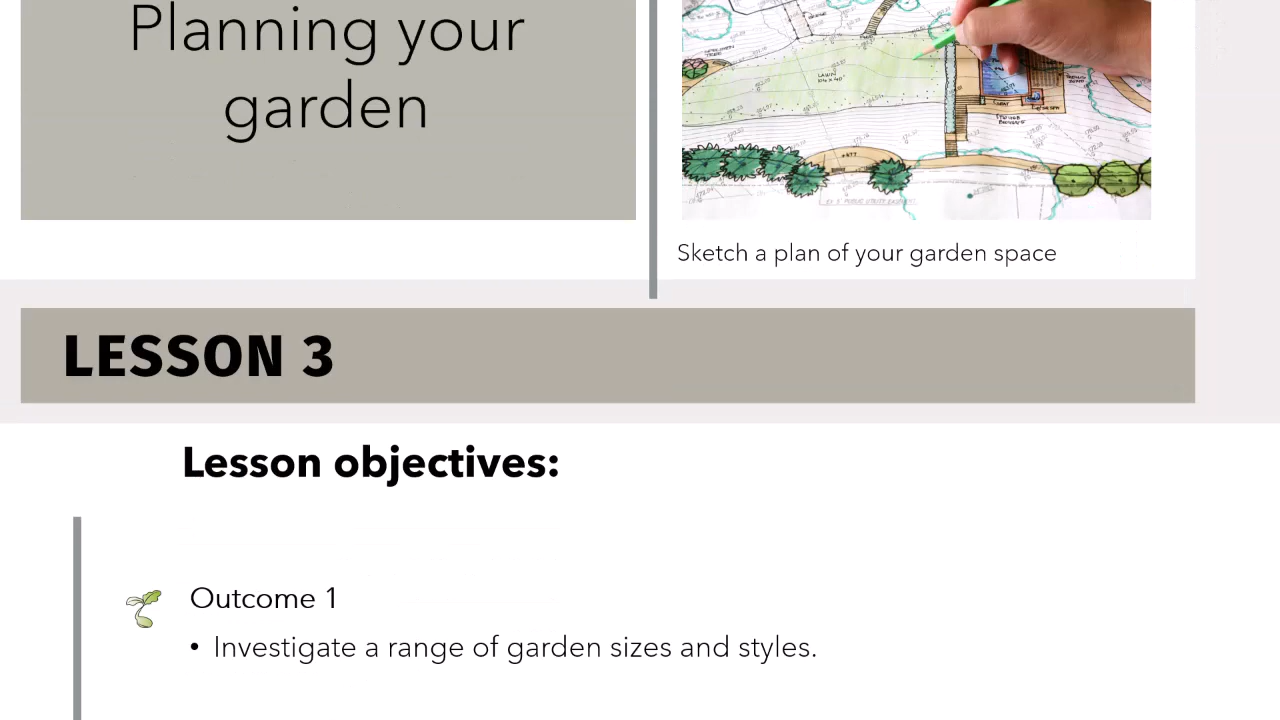 Planning your
garden
LAWN
Sketch a plan of your garden space
LESSON 3
Lesson objectives:
Outcome 1
• Investigate a range of garden sizes and styles.